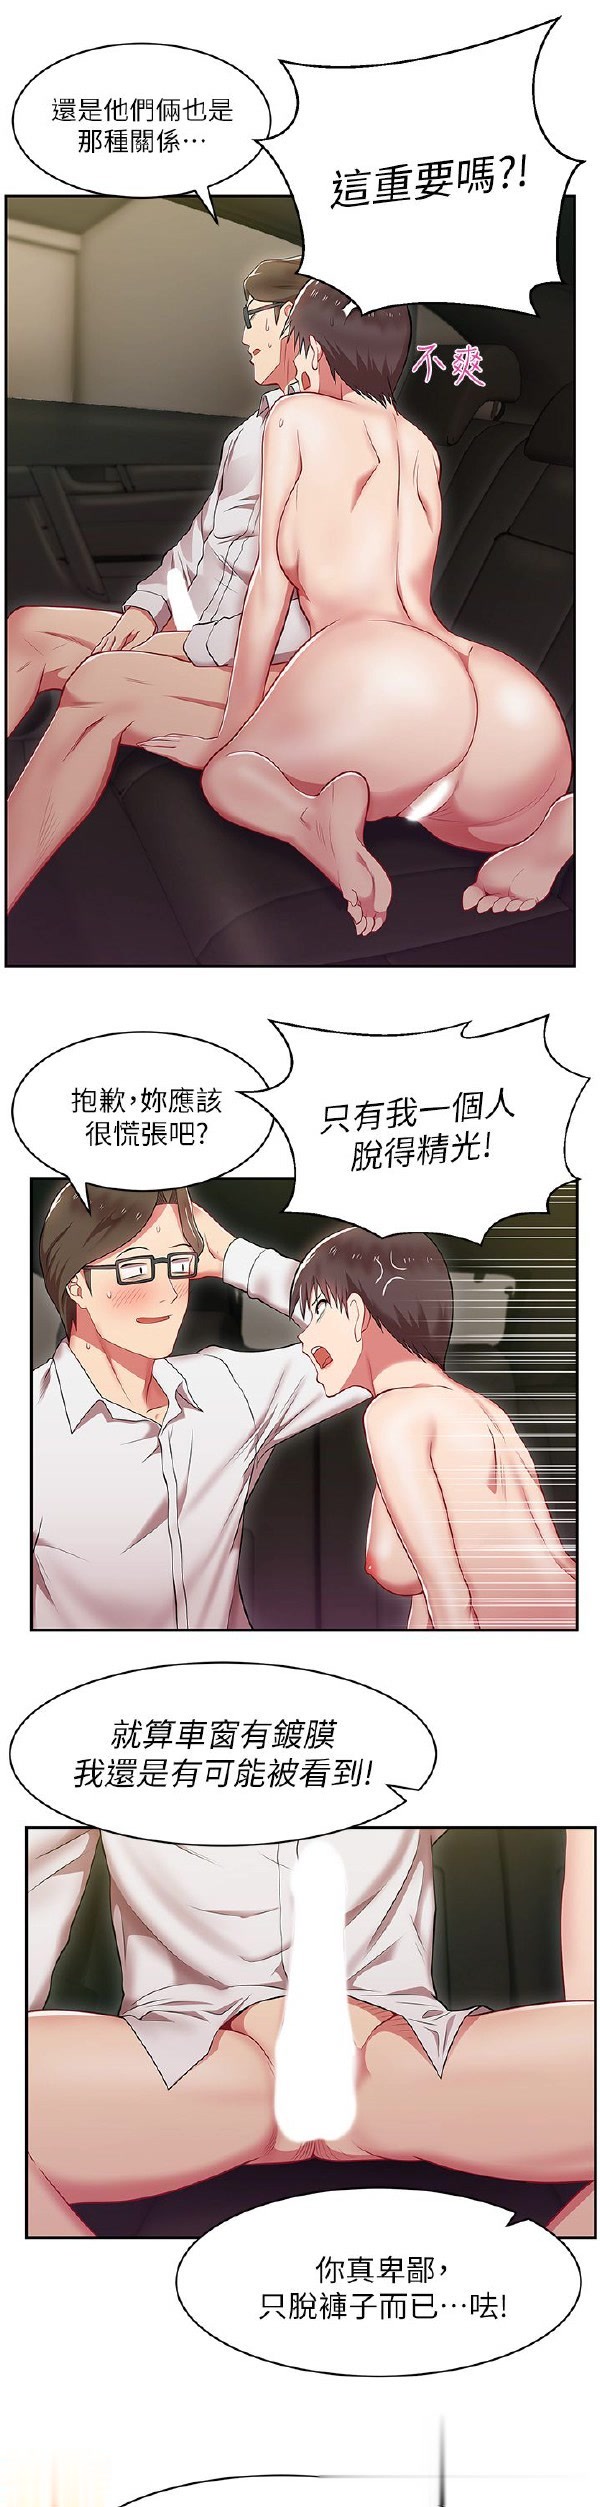 還是他們倆也是
那種關係⋯
這重要嗎?!
不爽
抱歉,妳應該
很慌張吧?
只有我一個人
脫得精光!
就算車窗有鍍膜
我還是有可能被看到!
你真卑鄙,
只脫褲子而已⋯呿!